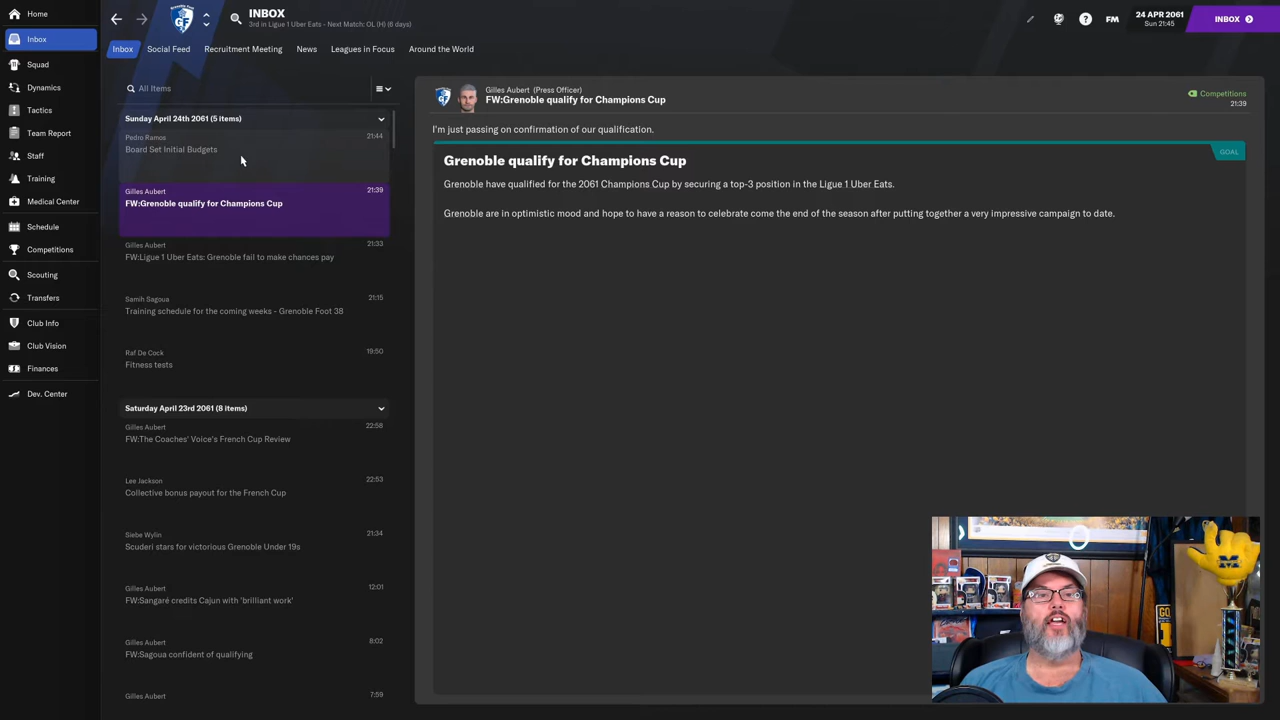 Home
Inbox
Squad
Dynamics
Tactics
Team Report
Staff
Training
Medical Center
Schedule
Competitions
Scouting
Transfers
Club Info
Club Vision
Finances
Dev. Center
INBOX
3rd in Ligue 1 Uber Eats - Next Match: OL (H) (6 days)
FM
24 APR 2061
Sun 21:45
INBOX
Inbox
Social Feed
Recruitment Meeting
News
Leagues in Focus
Around the World
All Items
Sunday April 24th 2061 (5 items)
Pedro Ramos
21:44
Board Set Initial Budgets
Gilles Aubert
21:39
FW:Grenoble qualify for Champions Cup
Gilles Aubert
21:33
FW:Ligue 1 Uber Eats: Grenoble fail to make chances pay
Samih Sagoua
21:15
Training schedule for the coming weeks - Grenoble Foot 38
Raf De Cock
19:50
Fitness tests
Saturday April 23rd 2061 (8 items)
Gilles Aubert
22:58
FW:The Coaches' Voice's French Cup Review
Lee Jackson
22:53
Collective bonus payout for the French Cup
Siebe Wylin
21:34
Scuderi stars for victorious Grenoble Under 19s
Gilles Aubert
12:01
FW:Sangaré credits Cajun with 'brilliant work'
Gilles Aubert
8:02
FW:Sagoua confident of qualifying
Gilles Aubert
7:59
Gilles Aubert (Press Officer)
FW:Grenoble qualify for Champions Cup
Competitions
21:39
I'm just passing on confirmation of our qualification.
GOAL
Grenoble qualify for Champions Cup
Grenoble have qualified for the 2061 Champions Cup by securing a top-3 position in the Ligue 1 Uber Eats.
Grenoble are in optimistic mood and hope to have a reason to celebrate come the end of the season after putting together a very impressive campaign to date.